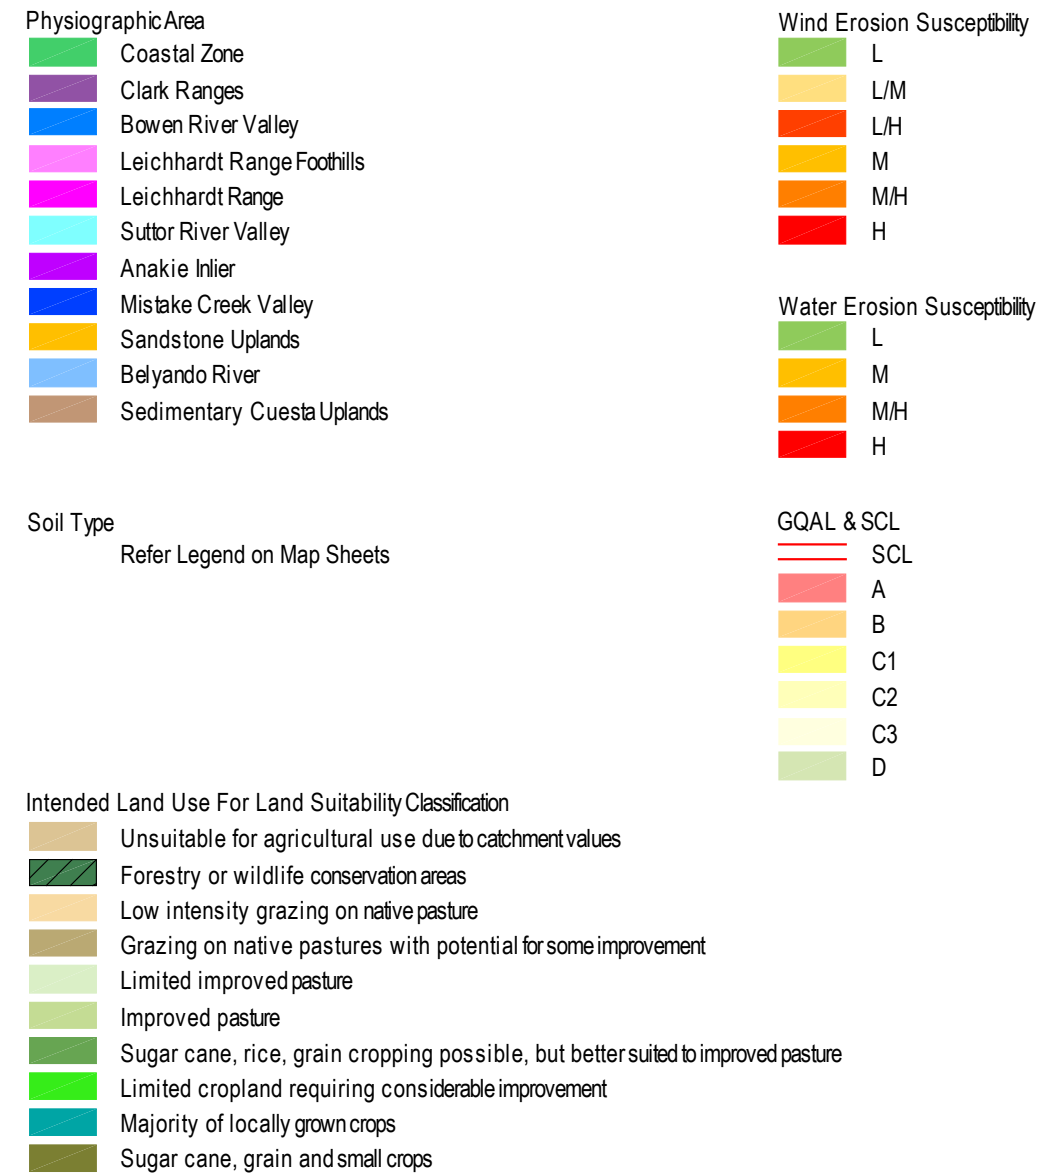 Physiographic Area
Coastal Zone
Clark Ranges
Bowen River Valley
Leichhardt Range Foothills
Leichhardt Range
Suttor River Valley
Anakie Inlier
Mistake Creek Valley
Sandstone Uplands
Belyando River
Sedimentary Cuesta Uplands
Wind Erosion Susceptibility
L
L/M
L/H
M
M/H
H
Water Erosion Susceptibility
L
M
M/H
H
Soil Type
Refer Legend on Map Sheets
GQAL & SCL
SCL
A
B
C1
C2
C3
D
Intended Land Use For Land Suitability Classification
Unsuitable for agricultural use due to catchment values
Forestry or wildlife conservation areas
Low intensity grazing on native pasture
Grazing on native pastures with potential for some improvement
Limited improved pasture
Improved pasture
Sugar cane, rice, grain cropping possible, but better suited to improved pasture
Limited cropland requiring considerable improvement
Majority of locally grown crops
Sugar cane, grain and small crops